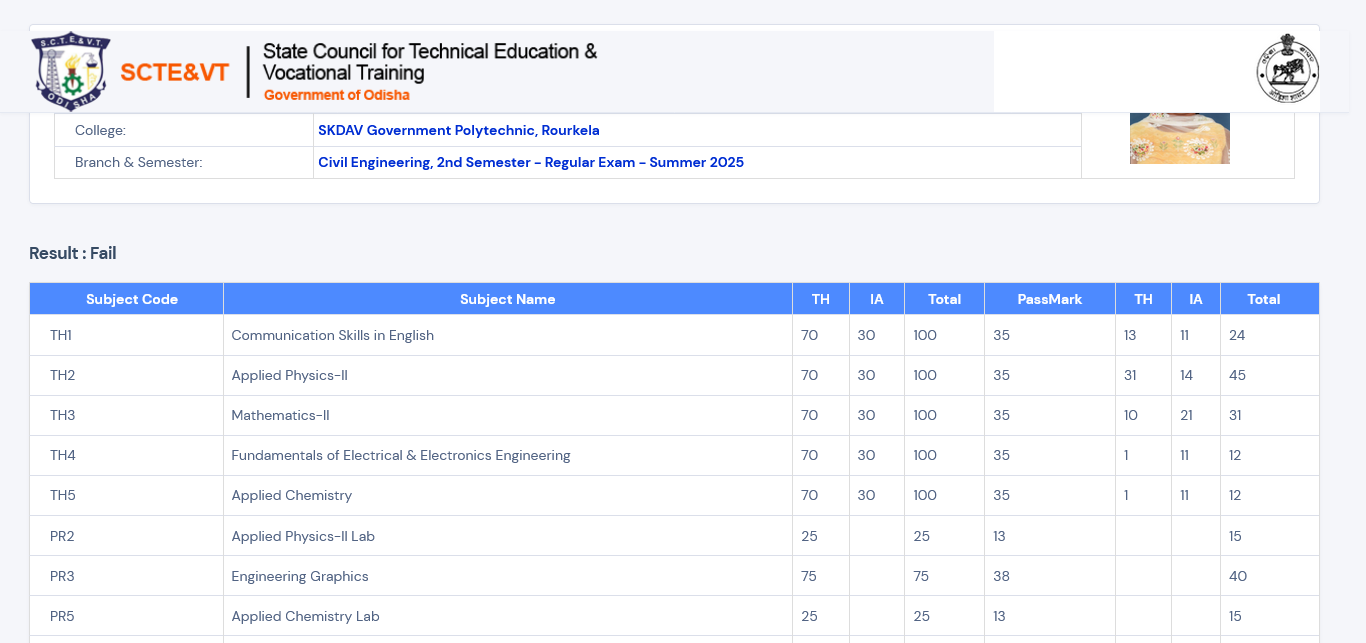 S.C.T.E.&V.T.
ODISHA
SCTE&VT
State Council for Technical Education &
Vocational Training
Government of Odisha
College: SKDAV Government Polytechnic, Rourkela
Branch & Semester: Civil Engineering, 2nd Semester - Regular Exam - Summer 2025
Result : Fail
Subject Code Subject Name TH IA Total PassMark TH IA Total
TH1 Communication Skills in English 70 30 100 35 13 11 24
TH2 Applied Physics-II 70 30 100 35 31 14 45
TH3 Mathematics-II 70 30 100 35 10 21 31
TH4 Fundamentals of Electrical & Electronics Engineering 70 30 100 35 1 11 12
TH5 Applied Chemistry 70 30 100 35 1 11 12
PR2 Applied Physics-II Lab 25 25 13 15
PR3 Engineering Graphics 75 75 38 40
PR5 Applied Chemistry Lab 25 25 13 15